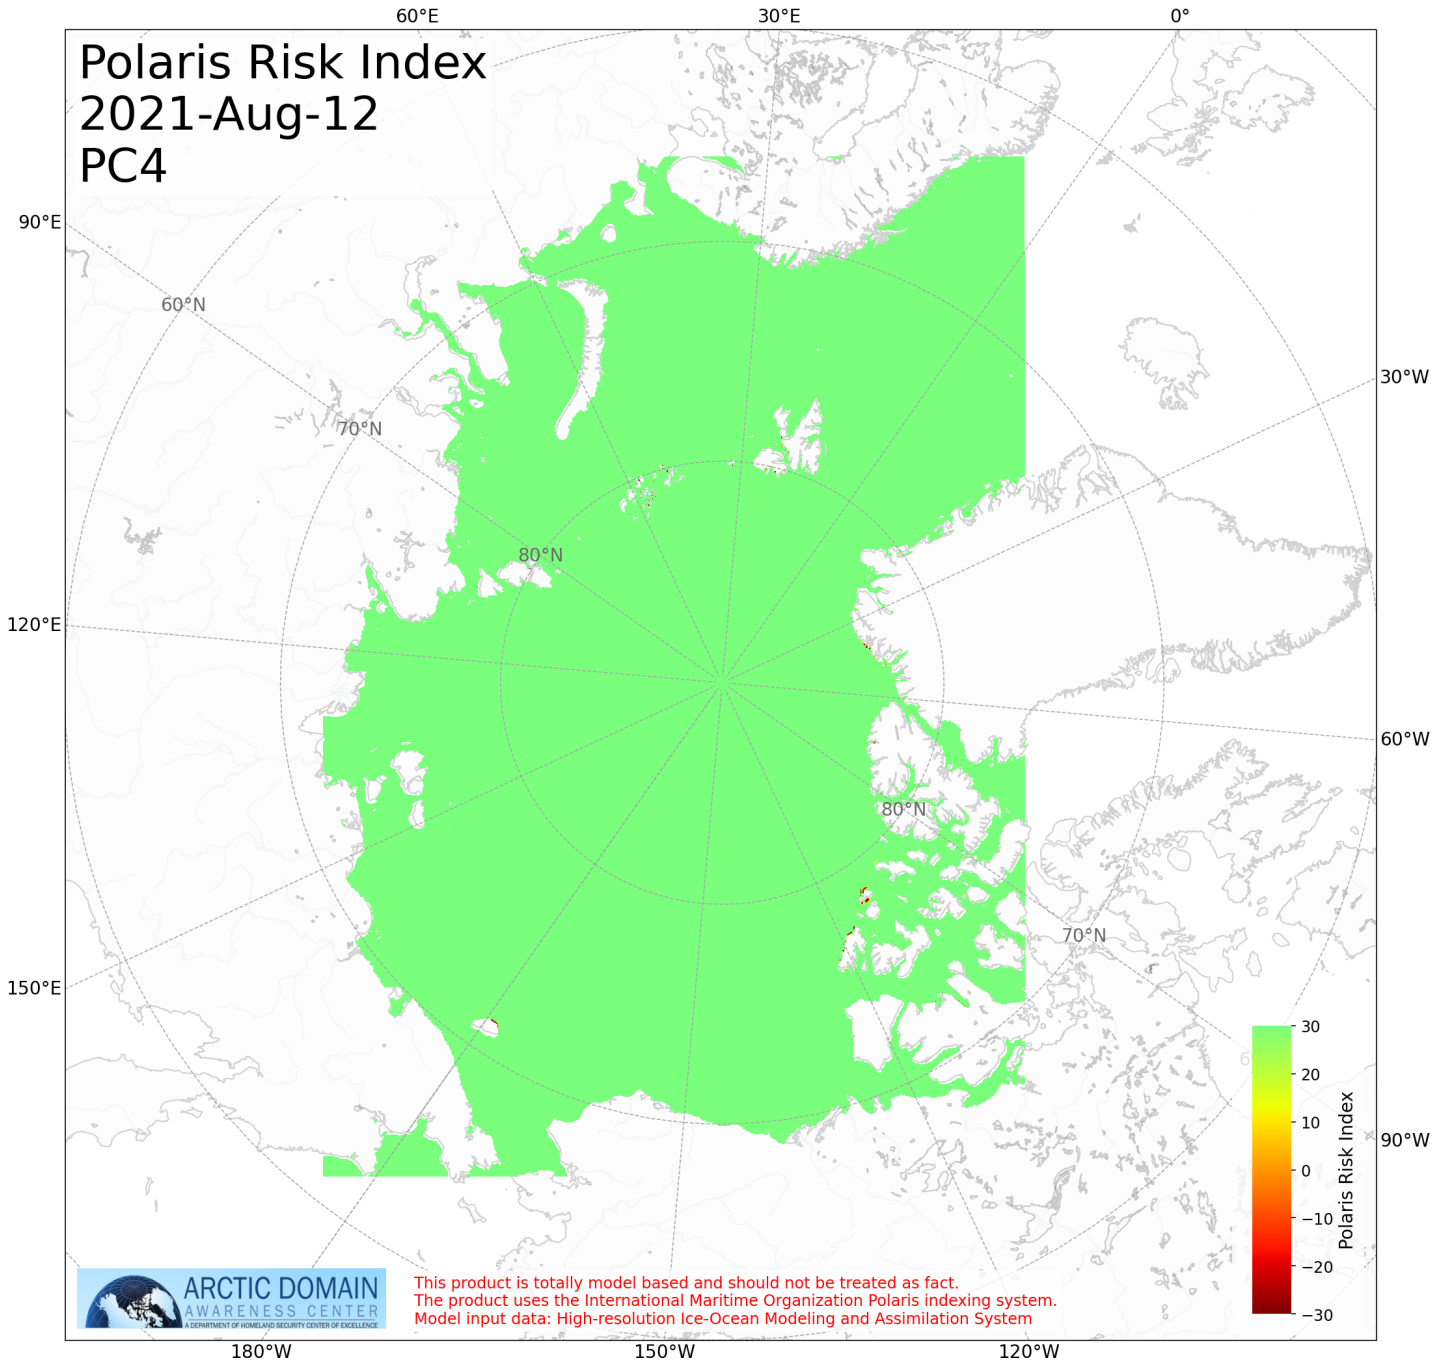 60°E 30°E 0°
Polaris Risk Index
2021-Aug-12
PC4
90°E
60°N
30°W
70°N
80°N
120°E
60°W
80°N
70°N
150°E
30
20
10
0
−10
−20
−30
Polaris Risk Index
90°W
ARCTIC DOMAIN
AWARENESS CENTER
A DEPARTMENT OF HOMELAND SECURITY CENTER OF EXCELLENCE
This product is totally model based and should not be treated as fact.
The product uses the International Maritime Organization Polaris indexing system.
Model input data: High-resolution Ice-Ocean Modeling and Assimilation System
180°W 150°W 120°W